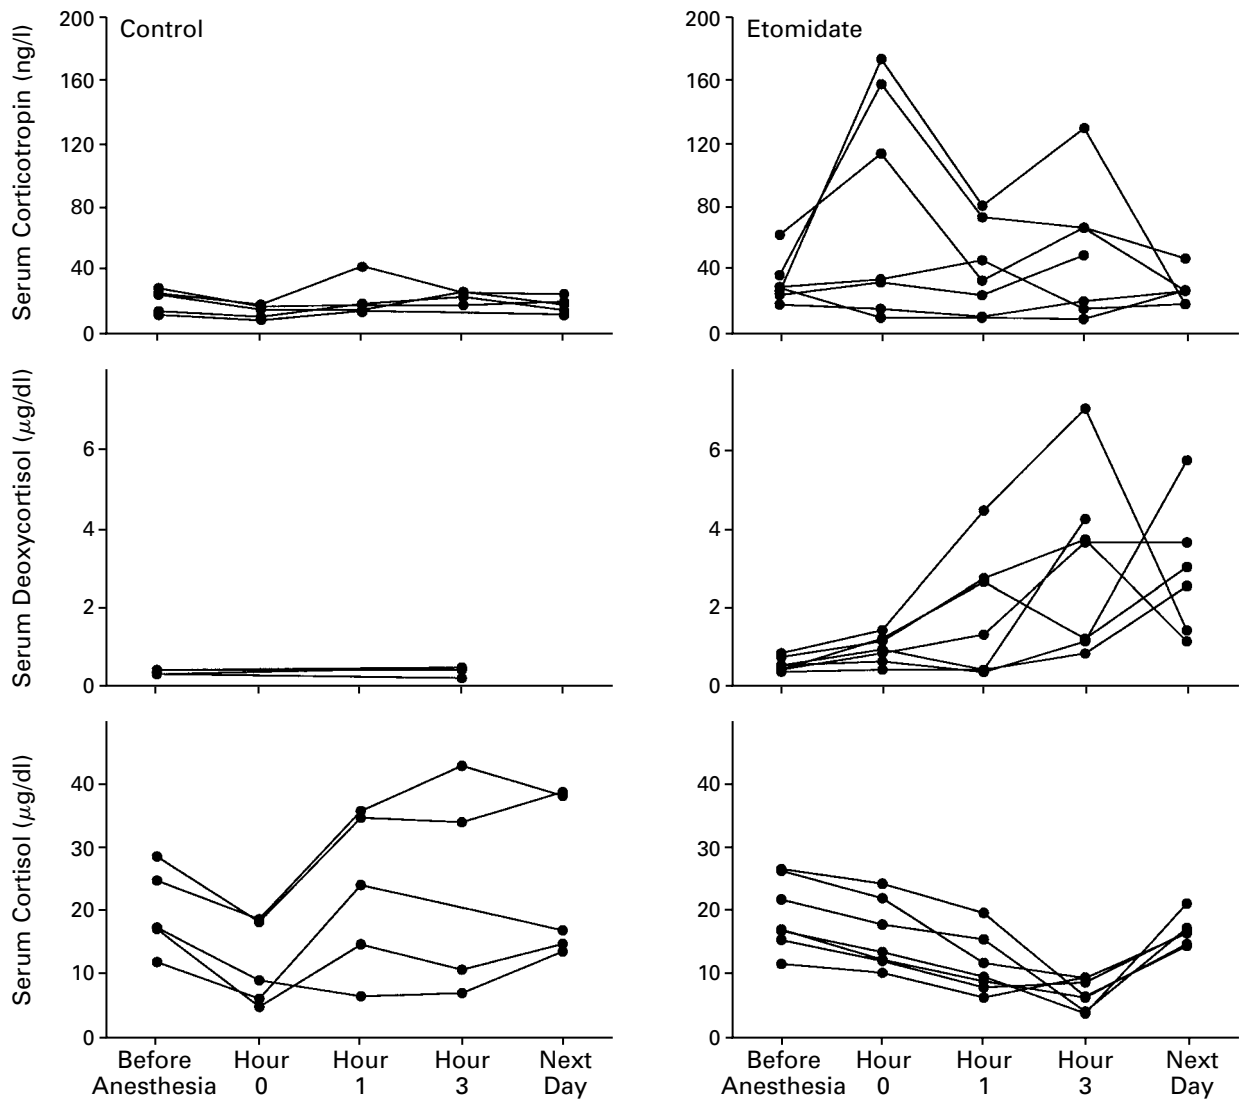 Control
Etomidate
Serum Corticotropin (ng/l)
200
160
120
80
40
0
200
160
120
80
40
0
Serum Deoxycortisol (μg/dl)
6
4
2
0
6
4
2
0
Serum Cortisol (μg/dl)
40
30
20
10
0
40
30
20
10
0
Before
Anesthesia
Hour
0
Hour
1
Hour
3
Next
Day
Before
Anesthesia
Hour
0
Hour
1
Hour
3
Next
Day